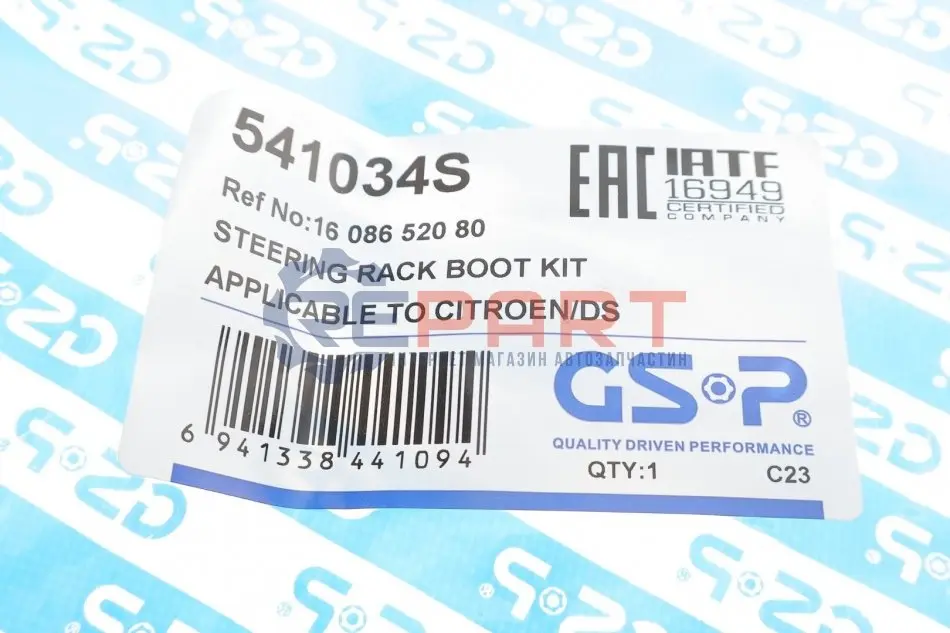 541034S
EAC
IATF
16949
CERTIFIED
COMPANY
Ref No:16 086 520 80
STEERING RACK BOOT KIT
APPLICABLE TO CITROEN/DS
ЕPART
МАГАЗИН АВТОЗАПЧАСТИН
6 941338 441094
GSP®
QUALITY DRIVEN PERFORMANCE
QTY:1
C23